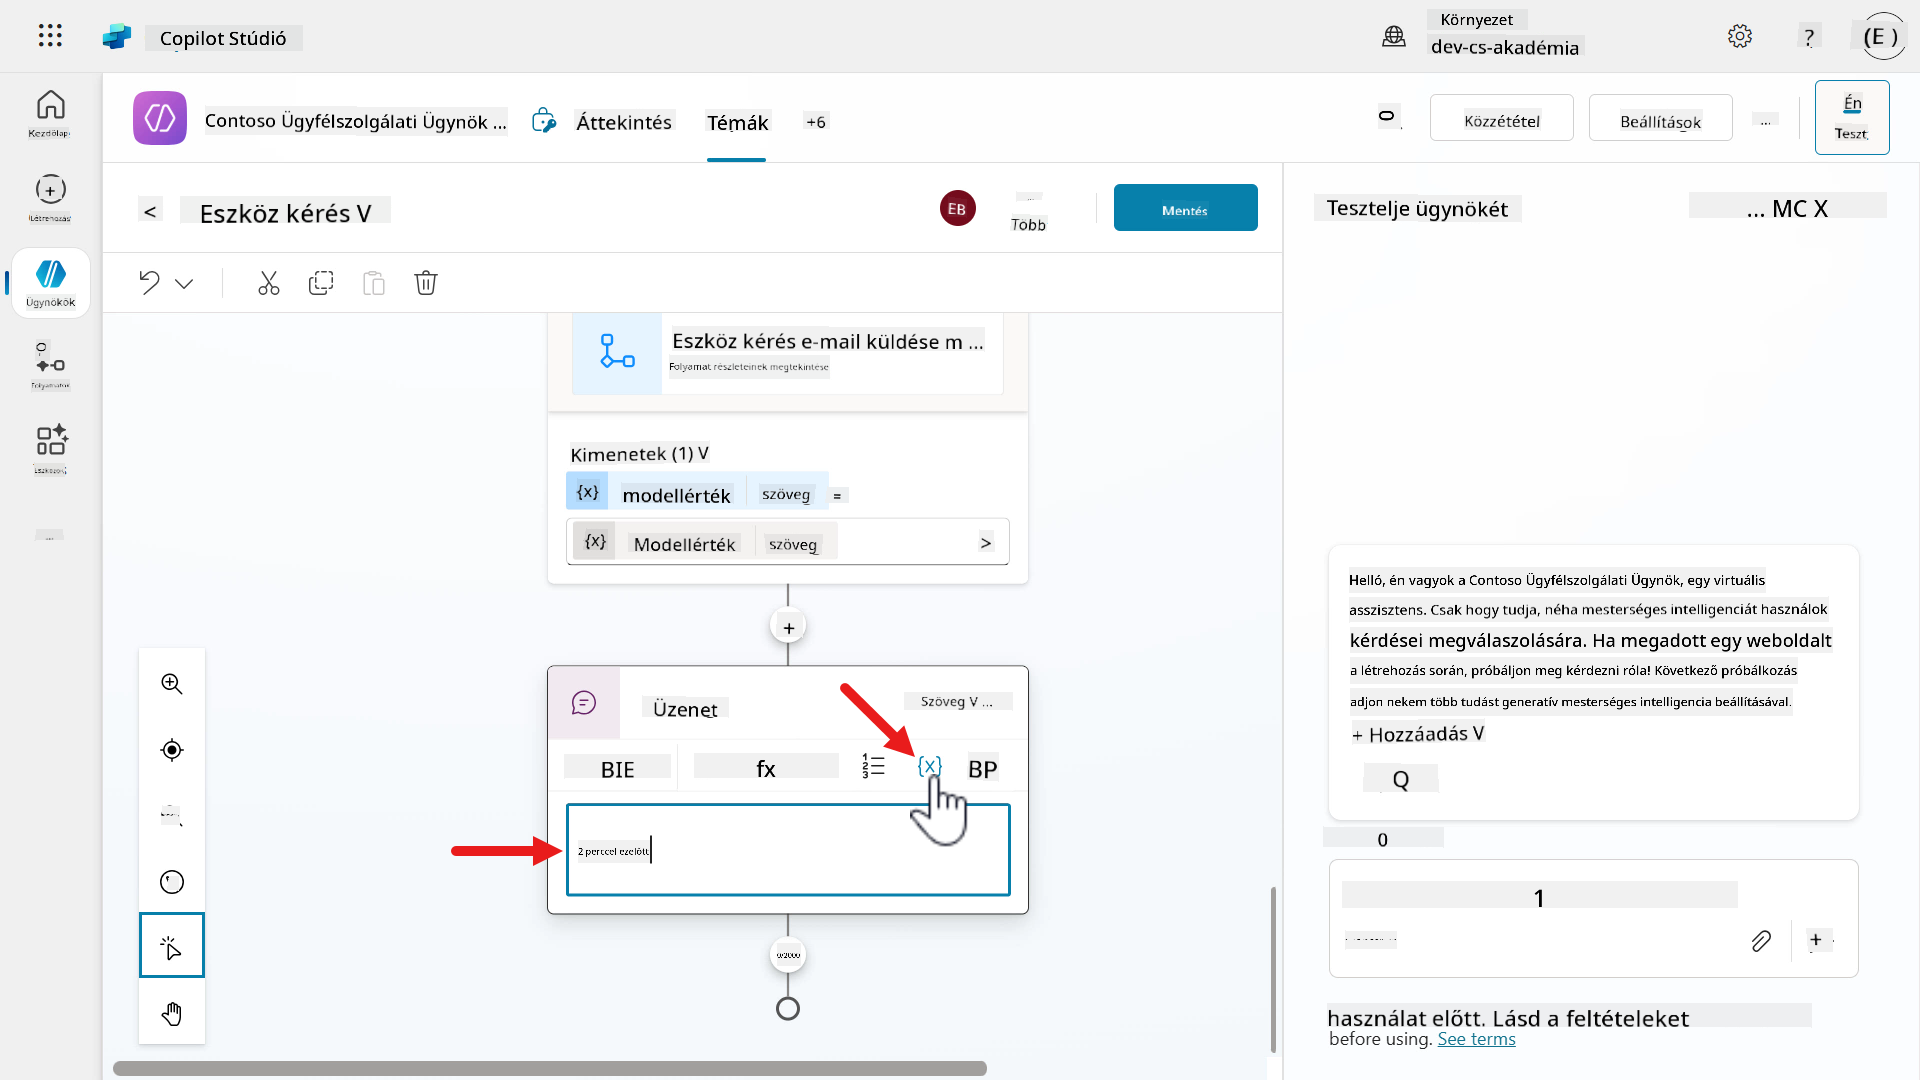 Copilot Stúdió
Környezet
dev-cs-akadémia
?
(E )
Kezdőlap
Létrehozás
Ügynökök
Folyamatok
Eszközök
...
Contoso Ügyfélszolgálati Ügynök ...
Áttekintés
Témák
+6
Közzététel
Beállítások
...
Én
Teszt
<
Eszköz kérés V
EB
Több
Mentés
Tesztelje ügynökét
... MC X
Eszköz kérés e-mail küldése m ...
Folyamat részleteinek megtekintése
Kimenetek (1) V
{x} modellérték szöveg =
{x} Modellérték szöveg >
+
Üzenet
Szöveg V ...
BIE
fx
{x}
BP
2 perccel ezelőtt
0/2000
Helló, én vagyok a Contoso Ügyfélszolgálati Ügynök, egy virtuális
asszisztens. Csak hogy tudja, néha mesterséges intelligenciát használok
kérdései megválaszolására. Ha megadott egy weboldalt
a létrehozás során, próbáljon meg kérdezni róla! Következő próbálkozás
adjon nekem több tudást generatív mesterséges intelligencia beállításával.
+ Hozzáadás V
Q
0
1
+
használat előtt. Lásd a feltételeket
before using. See terms